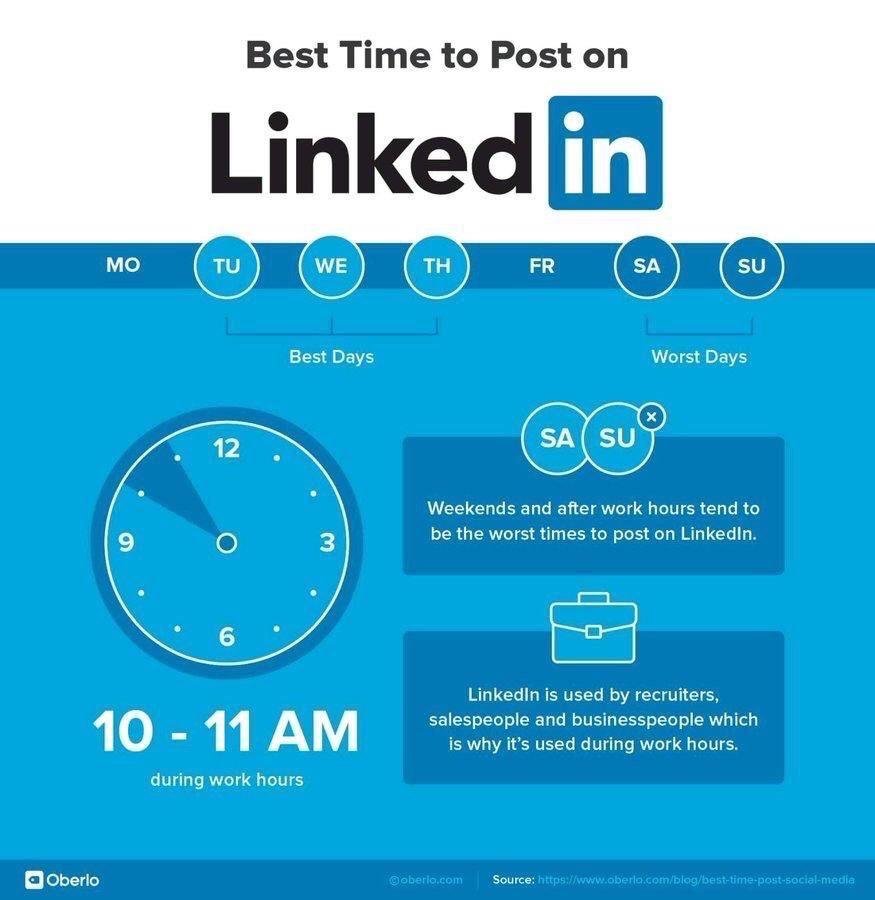 Best Time to Post on
Linked in
MO TU WE TH FR SA SU
Best Days
Worst Days
12
9
3
6
10 - 11 AM
during work hours
SA SU
Weekends and after work hours tend to
be the worst times to post on LinkedIn.
LinkedIn is used by recruiters,
salespeople and businesspeople which
is why it's used during work hours.
Oberlo
©oberlo.com
Source: https://www.oberlo.com/blog/best-time-post-social-media